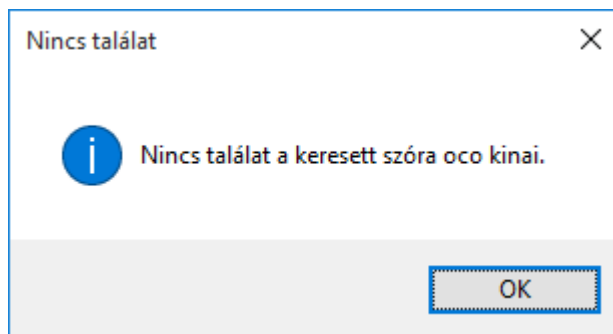 Nincs találat
Nincs találat a keresett szóra oco kinai.
OK